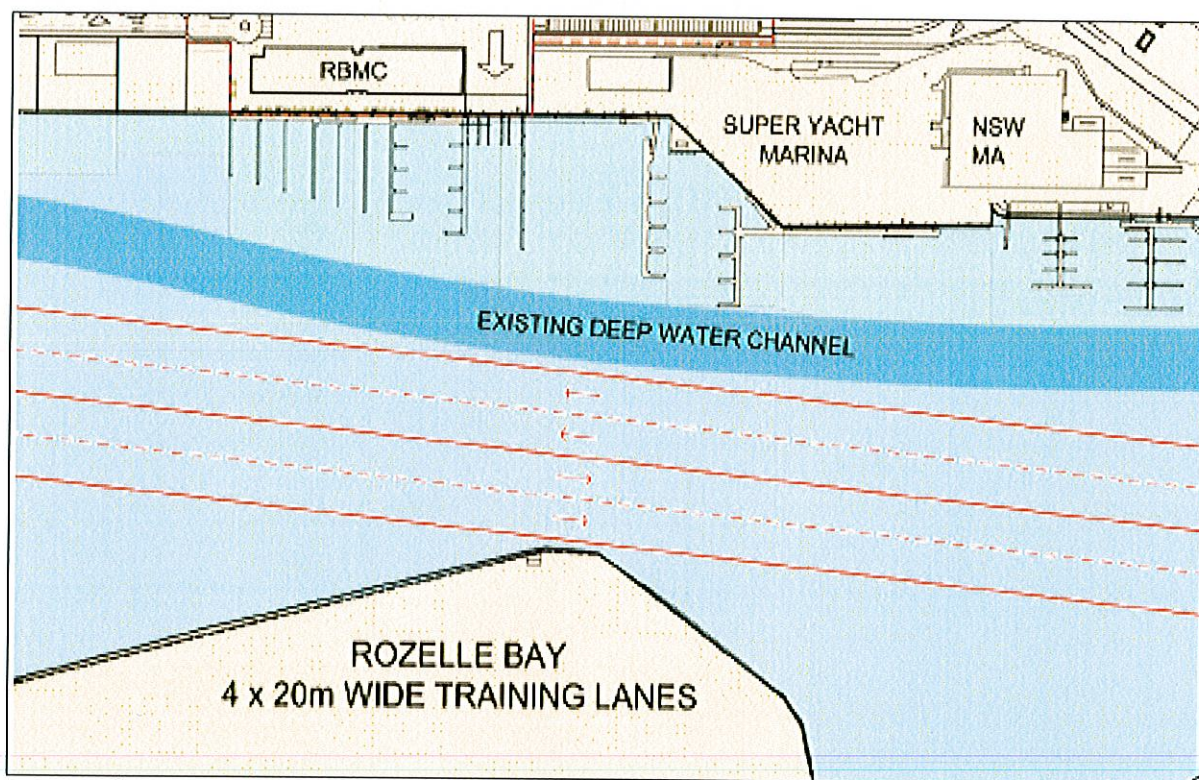 RBMC
SUPER YACHT
MARINA
NSW
MA
EXISTING DEEP WATER CHANNEL
ROZELLE BAY
4 x 20m WIDE TRAINING LANES